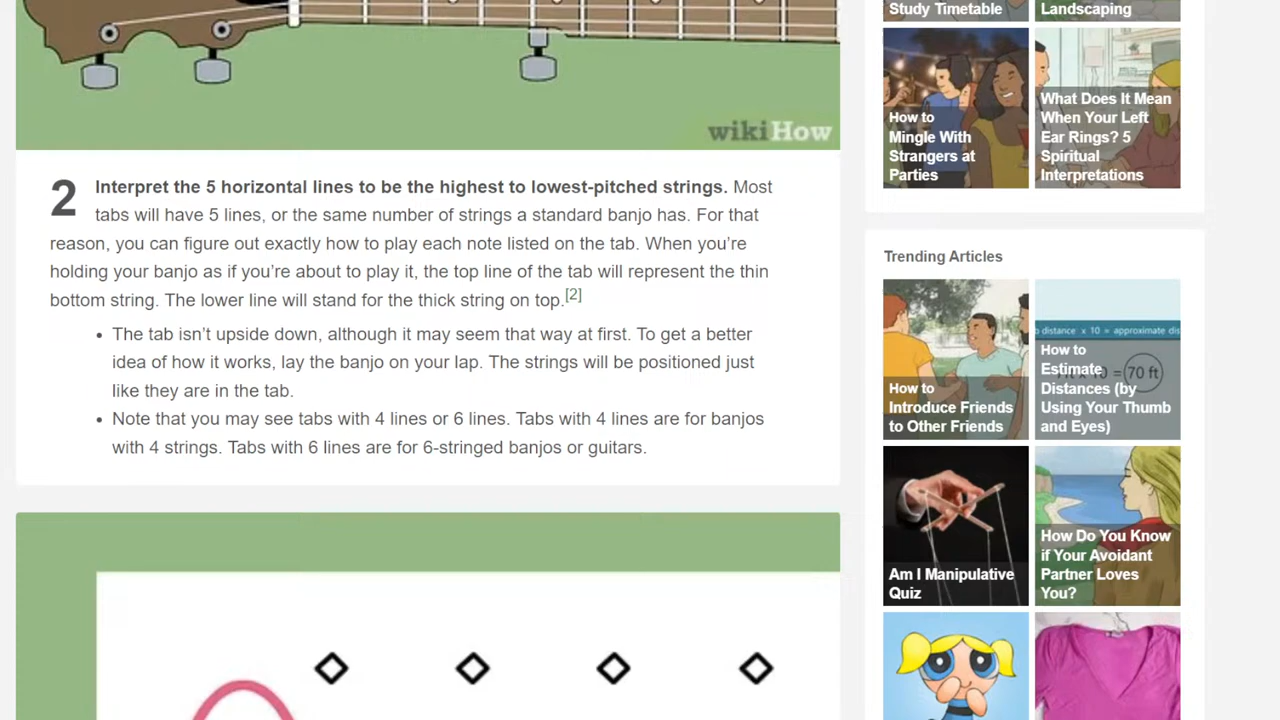 Study Timetable
Landscaping
wikiHow
How to
Mingle With
Strangers at
Parties
What Does It Mean
When Your Left
Ear Rings? 5
Spiritual
Interpretations
2 Interpret the 5 horizontal lines to be the highest to lowest-pitched strings. Most
tabs will have 5 lines, or the same number of strings a standard banjo has. For that
reason, you can figure out exactly how to play each note listed on the tab. When you’re
holding your banjo as if you’re about to play it, the top line of the tab will represent the thin
bottom string. The lower line will stand for the thick string on top.[2]
• The tab isn’t upside down, although it may seem that way at first. To get a better
idea of how it works, lay the banjo on your lap. The strings will be positioned just
like they are in the tab.
• Note that you may see tabs with 4 lines or 6 lines. Tabs with 4 lines are for banjos
with 4 strings. Tabs with 6 lines are for 6-stringed banjos or guitars.
Trending Articles
How to
Introduce Friends
to Other Friends
distance x 10 = approximate dis
x 10 = 70 ft
How to
Estimate
Distances (by
Using Your Thumb
and Eyes)
Am I Manipulative
Quiz
How Do You Know
if Your Avoidant
Partner Loves
You?